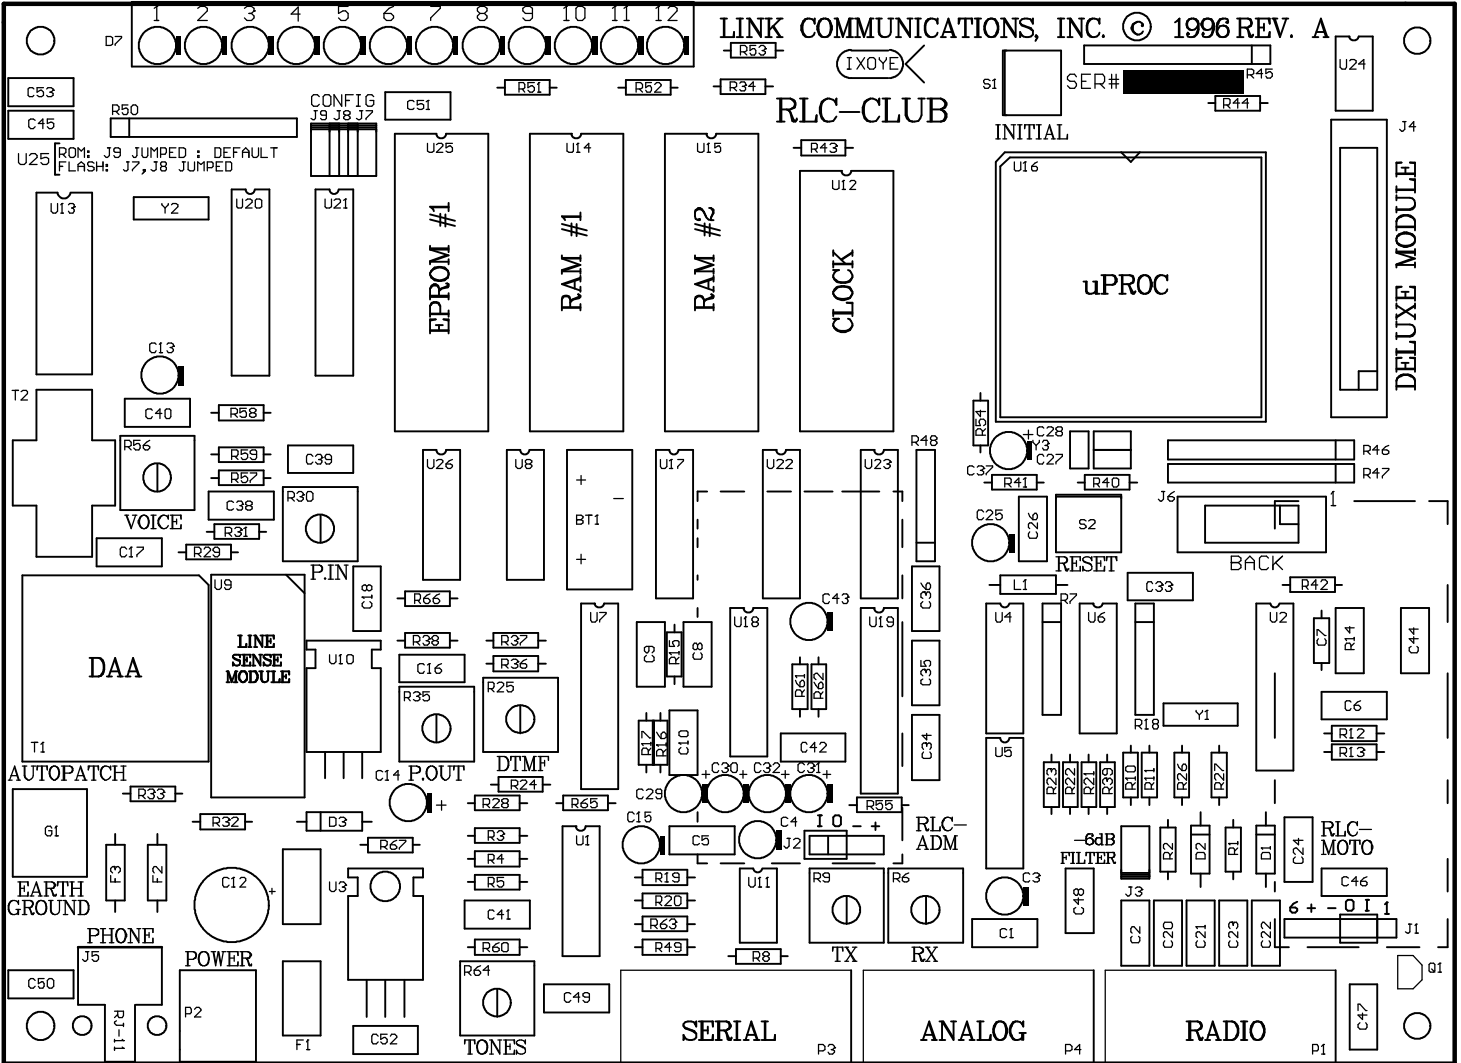 1 2 3 4 5 6 7 8 9 10 11 12
LINK COMMUNICATIONS, INC. © 1996 REV. A
D7
R53
IXOYE
S1
SER#
R45
U24
C53
R51
R52
R34
R44
C45
R50
CONFIG
J9 J8 J7
C51
RLC-CLUB
INITIAL
J4
U25
ROM: J9 JUMPED : DEFAULT
FLASH: J7,J8 JUMPED
U25
U14
U15
R43
U16
U12
U13
Y2
U20
U21
EPROM #1
RAM #1
RAM #2
CLOCK
uPROC
DELUXE MODULE
C13
T2
C40
R58
R54
R56
R59
C39
R57
U26
U8
U17
U22
U23
R48
+
C28
Y3
C27
C37
R41
R40
R46
R47
VOICE
C38
R30
R31
+
-
BT1
+
C25
C26
S2
RESET
J6
1
BACK
C17
R29
P.IN
C18
U9
DAA
T1
LINE
SENSE
MODULE
U10
R66
R38
C16
R37
R36
R35
R25
U7
C9
R15
C8
U18
C43
U19
C36
C35
C34
L1
U4
R7
U6
C33
R42
U2
C7
R14
C44
R61
R62
R18
Y1
C6
R12
R13
AUTOPATCH
P.OUT
DTMF
R17
R16
C10
C42
U5
R23
R22
R21
R39
R10
R11
R26
R27
R33
C14
+
R24
R28
R65
C29
+
C30
+
C32
+
C31
+
R55
G1
R32
D3
R67
R3
R4
R5
U1
C15
C5
C4
J2
I O - +
RLC-
ADM
-6dB
FILTER
J3
R2
D2
R1
D1
C24
RLC-
MOTO
EARTH
GROUND
F3
F2
C12
+
U3
C41
R60
R19
R20
R63
R49
U11
R8
R9
R6
TX
RX
C3
C1
C48
C46
6 + - O I 1
J1
C2
C20
C21
C23
C22
PHONE
J5
POWER
C50
RJ-11
P2
F1
C52
R64
TONES
C49
SERIAL
P3
ANALOG
P4
RADIO
P1
C47
Q1